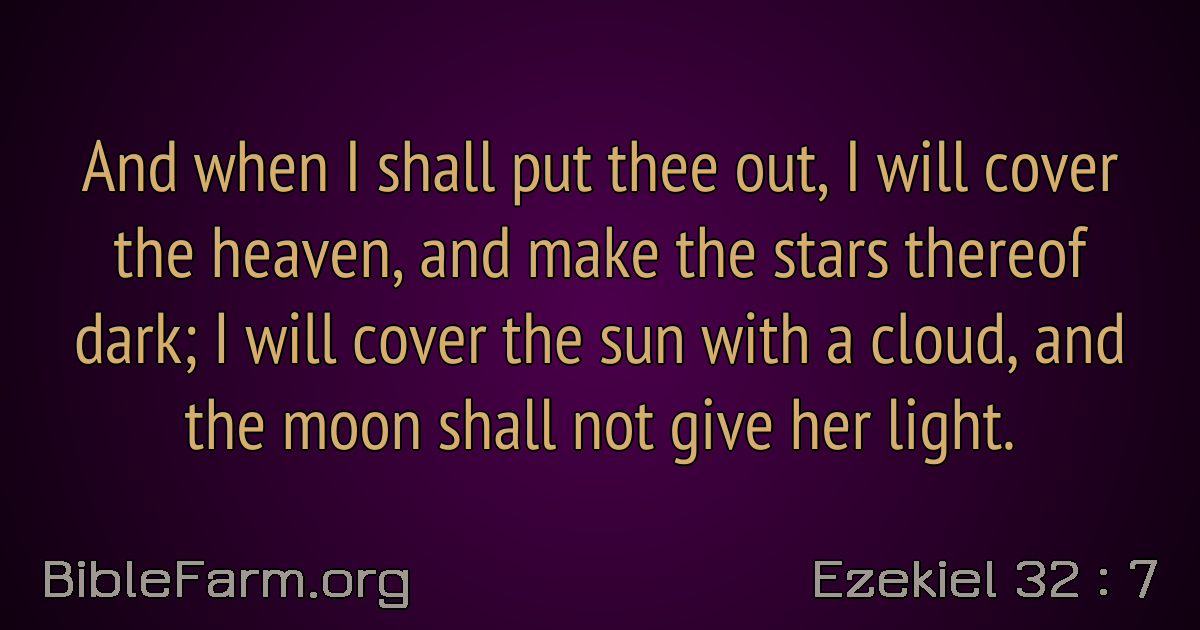 And when I shall put thee out, I will cover
the heaven, and make the stars thereof
dark; I will cover the sun with a cloud, and
the moon shall not give her light.
BibleFarm.org
Ezekiel 32 : 7